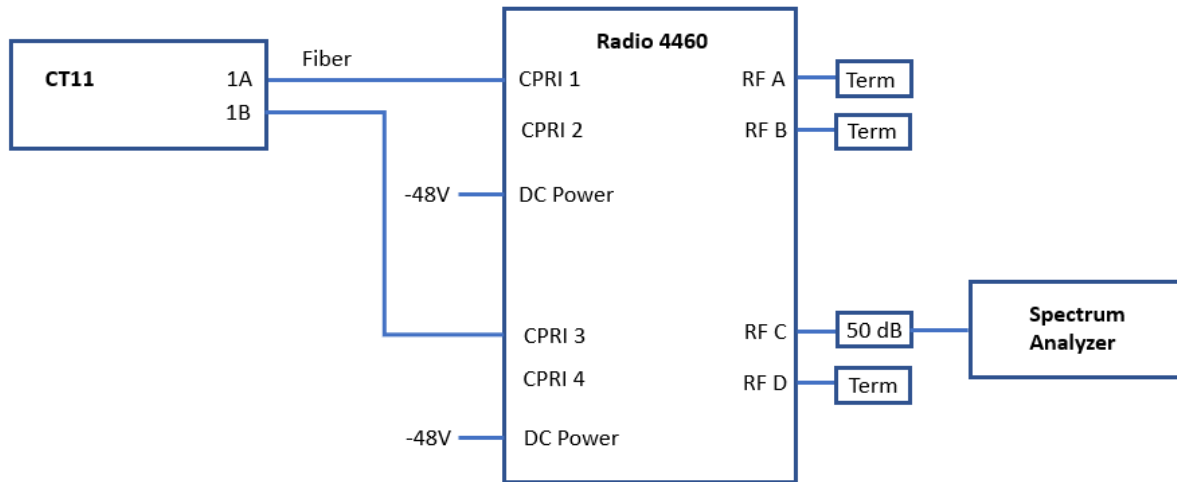 Radio 4460
CT11
1A
1B
Fiber
CPRI 1
CPRI 2
-48V
DC Power
CPRI 3
CPRI 4
-48V
DC Power
RF A
Term
RF B
Term
RF C
50 dB
RF D
Term
Spectrum
Analyzer